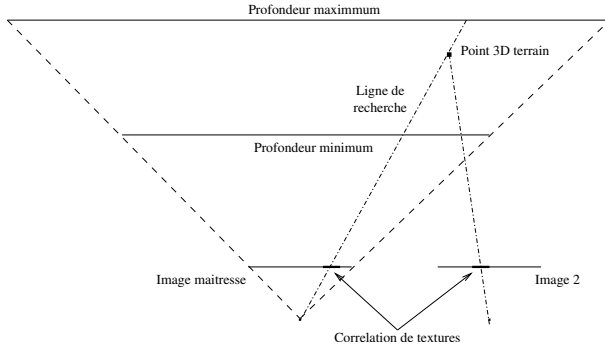 Profondeur maximmum
Point 3D terrain
Ligne de
recherche
Profondeur minimum
Image maitresse
Image 2
Correlation de textures